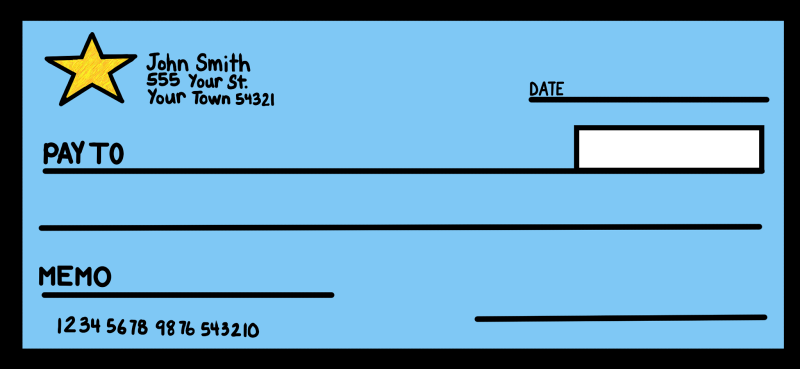 John Smith
555 Your St.
Your Town 54321
DATE
PAY TO
MEMO
1234 5678 9876 543210